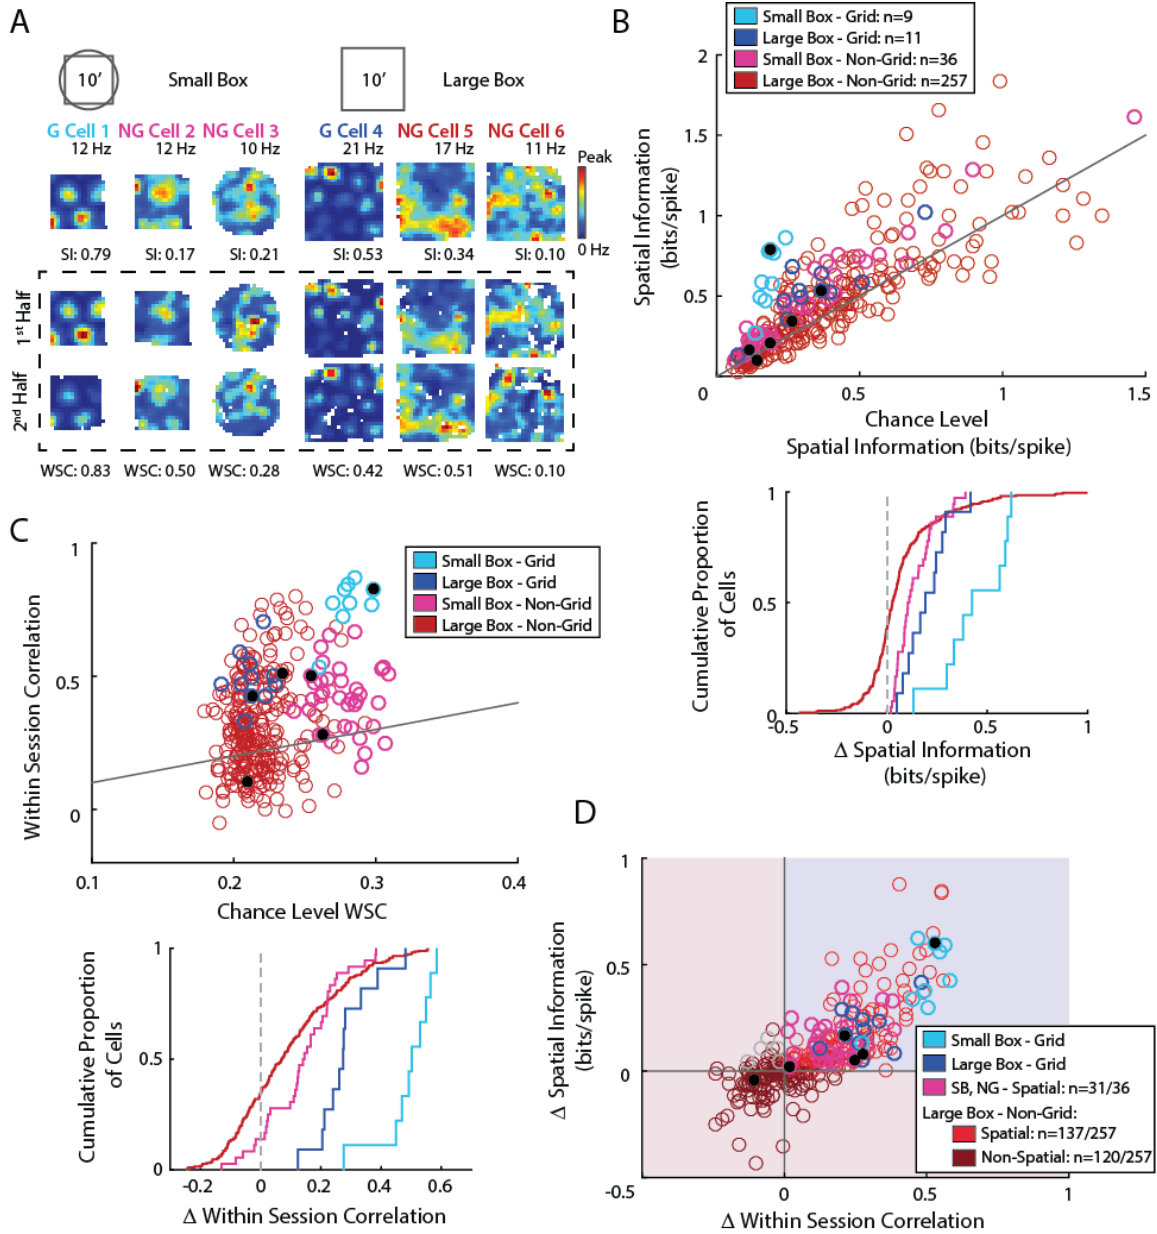 A
10’
Small Box
10’
Large Box
G Cell 1
NG Cell 2
NG Cell 3
G Cell 4
NG Cell 5
NG Cell 6
12 Hz
12 Hz
10 Hz
21 Hz
17 Hz
11 Hz
Peak
0 Hz
SI: 0.79
SI: 0.17
SI: 0.21
SI: 0.53
SI: 0.34
SI: 0.10
1st Half
2nd Half
WSC: 0.83
WSC: 0.50
WSC: 0.28
WSC: 0.42
WSC: 0.51
WSC: 0.10
B
Small Box - Grid: n=9
Large Box - Grid: n=11
Small Box - Non-Grid: n=36
Large Box - Non-Grid: n=257
2
1.5
1
0.5
0
0.5
1
1.5
Spatial Information
(bits/spike)
Chance Level
Spatial Information (bits/spike)
1
0.5
0
-0.5
0
0.5
1
Cumulative Proportion
of Cells
Δ Spatial Information
(bits/spike)
C
Small Box - Grid
Large Box - Grid
Small Box - Non-Grid
Large Box - Non-Grid
1
0.5
0
0.1
0.2
0.3
0.4
Within Session Correlation
Chance Level WSC
1
0.5
0
-0.2
0
0.2
0.4
0.6
Cumulative Proportion
of Cells
Δ Within Session Correlation
D
1
0.5
0
-0.5
0
0.5
1
Δ Spatial Information
(bits/spike)
Δ Within Session Correlation
Small Box - Grid
Large Box - Grid
SB, NG - Spatial: n=31/36
Large Box - Non-Grid:
Spatial: n=137/257
Non-Spatial: n=120/257